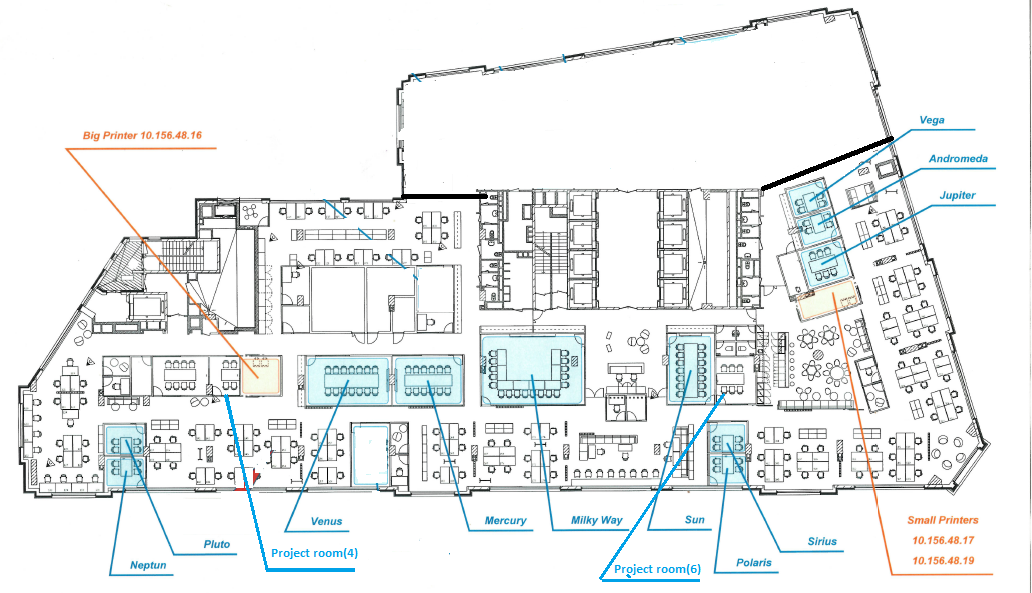 Vega
Big Printer 10.156.48.16
Andromeda
Jupiter
Venus
Mercury
Milky Way
Sun
Pluto
Sirius
Neptun
Polaris
Project room(4)
Project room(6)
Small Printers
10.156.48.17
10.156.48.19